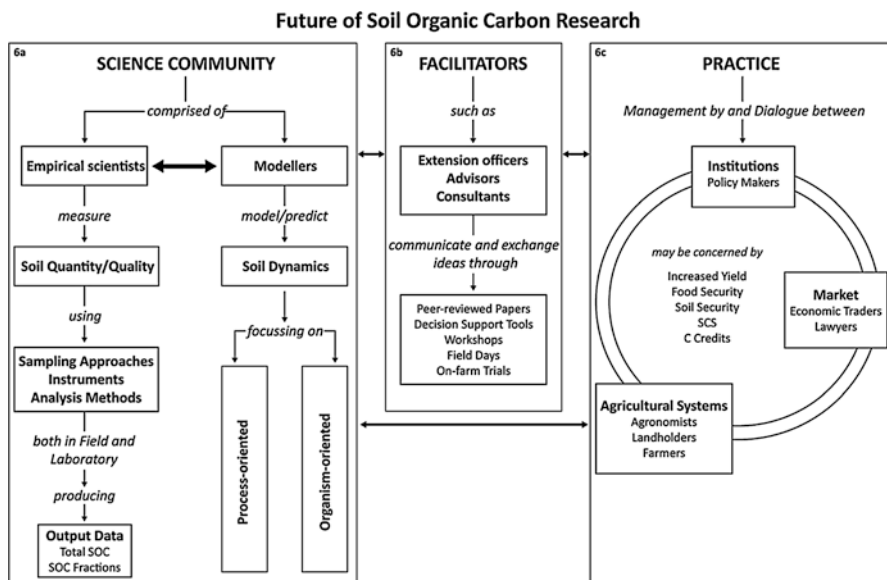 Future of Soil Organic Carbon Research
6a
SCIENCE COMMUNITY
comprised of
Empirical scientists
Modellers
measure
model/predict
Soil Quantity/Quality
Soil Dynamics
using
focussing on
Sampling Approaches
Instruments
Analysis Methods
Process-oriented
Organism-oriented
both in Field and
Laboratory
producing
Output Data
Total SOC
SOC Fractions
6b
FACILITATORS
such as
Extension officers
Advisors
Consultants
communicate and exchange
ideas through
Peer-reviewed Papers
Decision Support Tools
Workshops
Field Days
On-farm Trials
6c
PRACTICE
Management by and Dialogue between
Institutions
Policy Makers
may be concerned by
Increased Yield
Food Security
Soil Security
SCS
C Credits
Market
Economic Traders
Lawyers
Agricultural Systems
Agronomists
Landholders
Farmers